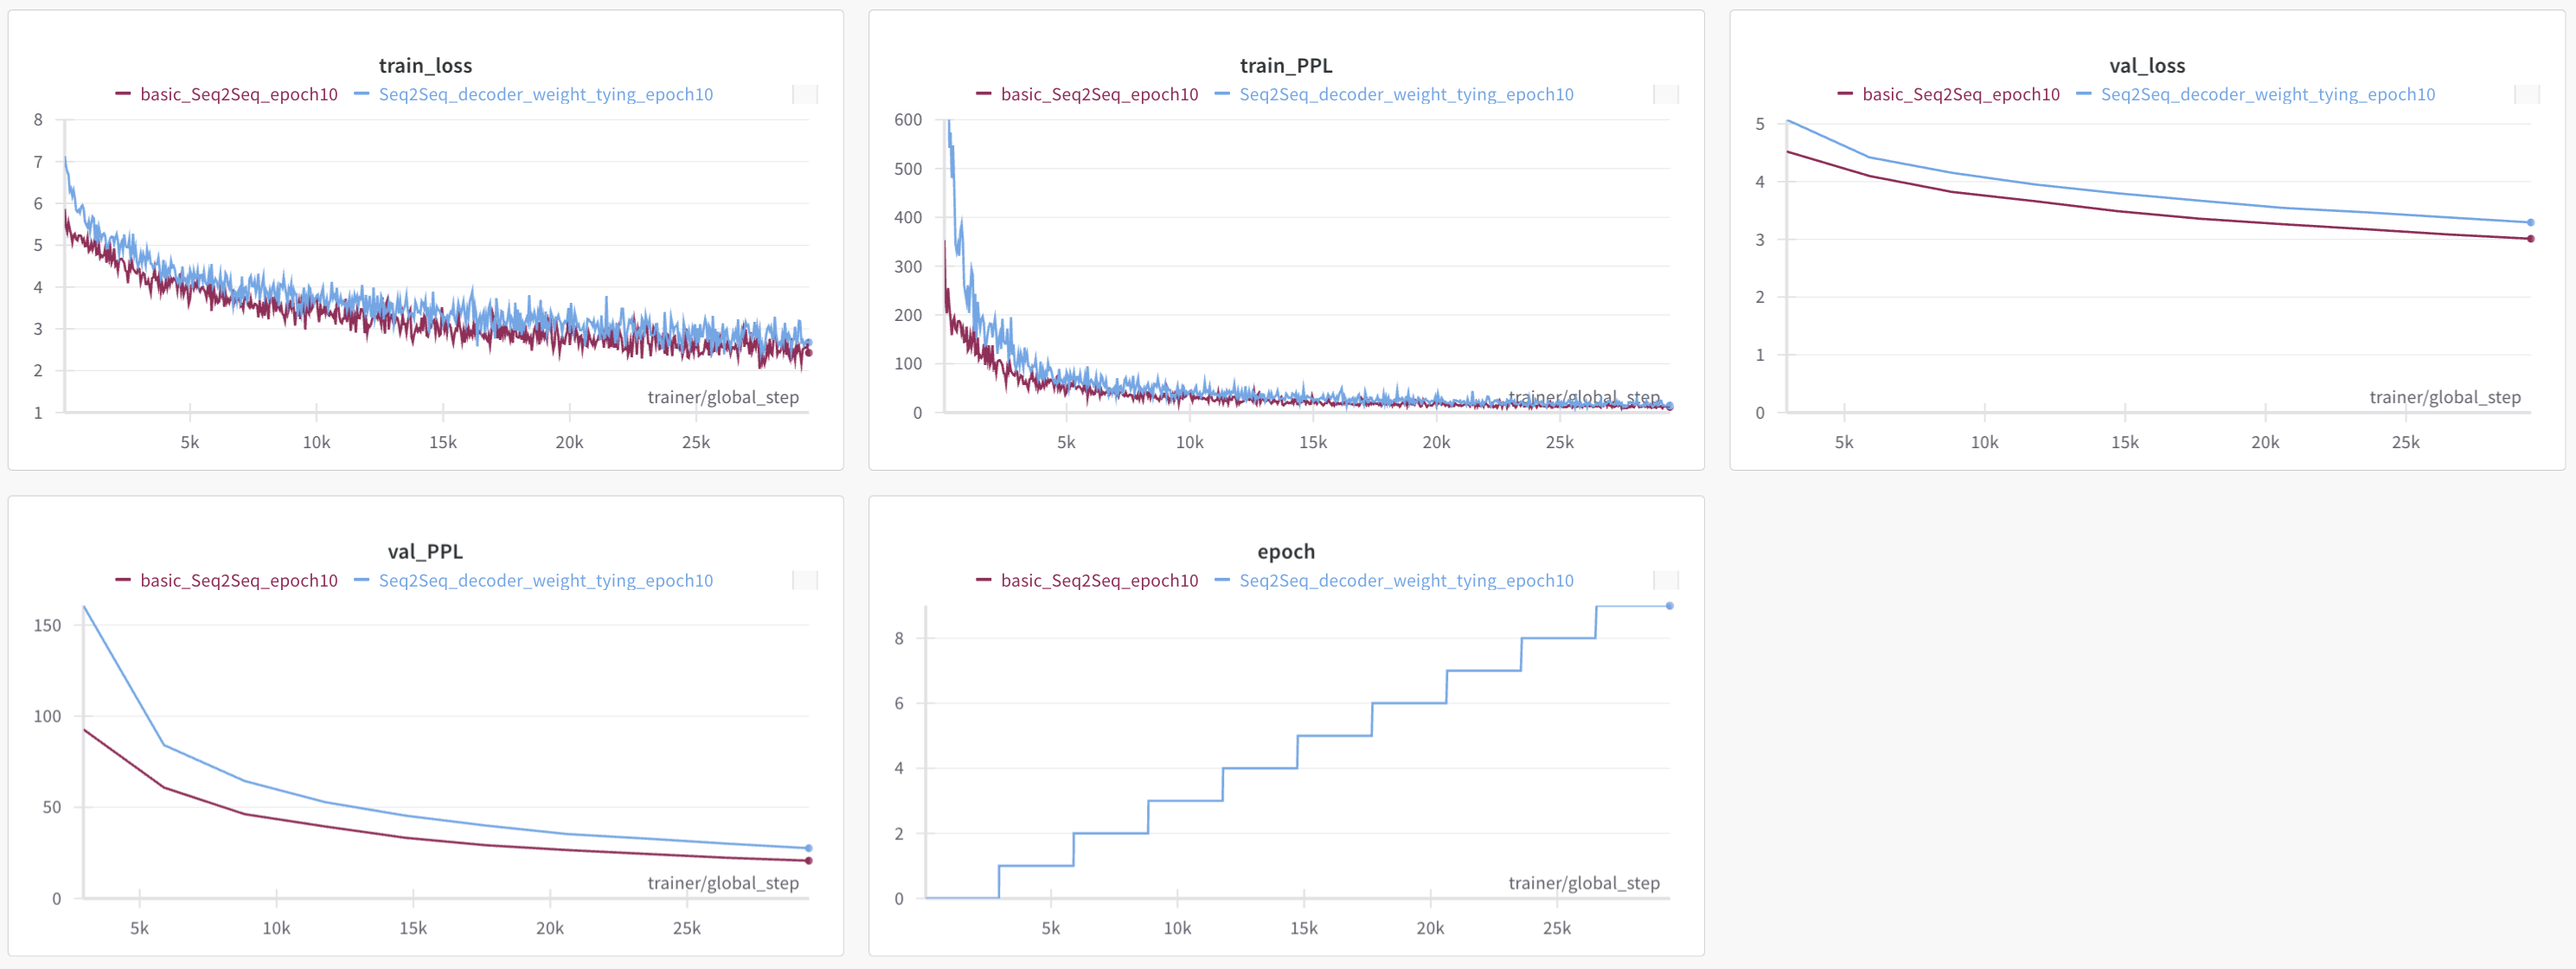 train_loss
basic_Seq2Seq_epoch10 Seq2Seq_decoder_weight_tying_epoch10
8
7
6
5
4
3
2
1
trainer/global_step
5k 10k 15k 20k 25k
train_PPL
basic_Seq2Seq_epoch10 Seq2Seq_decoder_weight_tying_epoch10
600
500
400
300
200
100
0
trainer/global_step
5k 10k 15k 20k 25k
val_loss
basic_Seq2Seq_epoch10 Seq2Seq_decoder_weight_tying_epoch10
5
4
3
2
1
0
trainer/global_step
5k 10k 15k 20k 25k
val_PPL
basic_Seq2Seq_epoch10 Seq2Seq_decoder_weight_tying_epoch10
150
100
50
0
trainer/global_step
5k 10k 15k 20k 25k
epoch
basic_Seq2Seq_epoch10 Seq2Seq_decoder_weight_tying_epoch10
8
6
4
2
0
trainer/global_step
5k 10k 15k 20k 25k